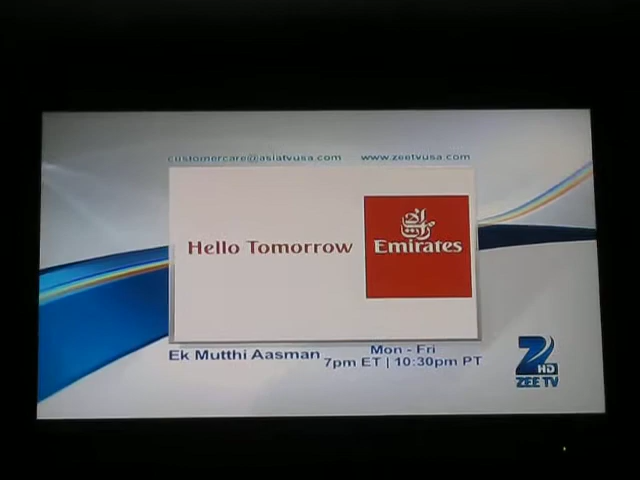 customercare@asiatvusa.com www.zeetvusa.com
Hello Tomorrow
Emirates
Ek Mutthi Aasman
Mon - Fri
7pm ET | 10:30pm PT
HD
ZEE TV